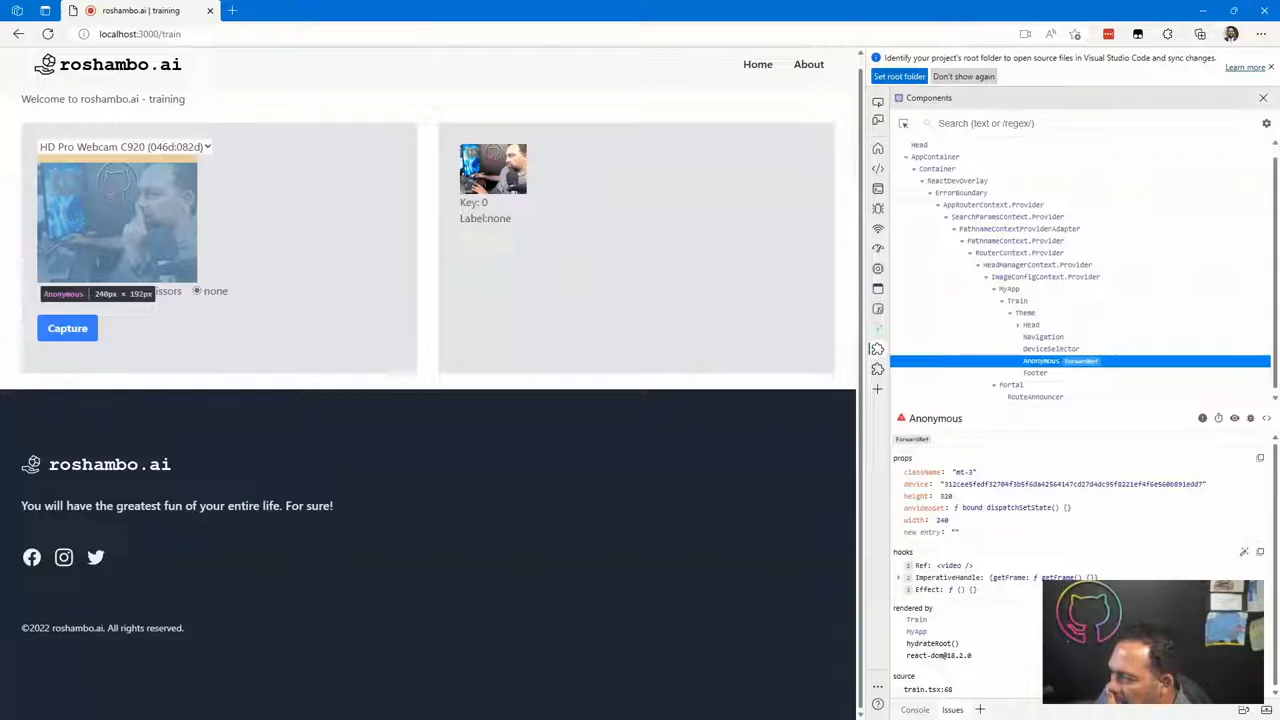 roshambo.ai | training
localhost:3000/train
roshambo.ai
Home
About
Welcome to roshambo.ai - training
HD Pro Webcam C920 (046d:082d)
Anonymous | 240px × 192px
issors
none
Capture
Key: 0
Label:none
roshambo.ai
You will have the greatest fun of your entire life. For sure!
©2022 roshambo.ai. All rights reserved.
Identify your project's root folder to open source files in Visual Studio Code and sync changes.
Learn more
Set root folder
Don't show again
Components
Search (text or /regex/)
Head
AppContainer
Container
ReactDevOverlay
ErrorBoundary
AppRouterContext.Provider
SearchParamsContext.Provider
PathnameContextProviderAdapter
PathnameContext.Provider
RouterContext.Provider
HeadManagerContext.Provider
ImageConfigContext.Provider
MyApp
Train
Theme
Head
Navigation
DeviceSelector
Anonymous ForwardRef
Footer
Portal
RouteAnnouncer
Anonymous
ForwardRef
props
className: "mt-3"
device: "312cee5fedf32704f3b5f6da42564147cd27d4dc95f8221ef4f6e560b891edd7"
height: 320
onVideoSet: ƒ bound dispatchSetState() {}
width: 240
new entry: ""
hooks
1 Ref: <video />
2 ImperativeHandle: {getFrame: ƒ getFrame() {}}
3 Effect: ƒ () {}
rendered by
Train
MyApp
hydrateRoot()
react-dom@18.2.0
source
train.tsx:68
Console
Issues